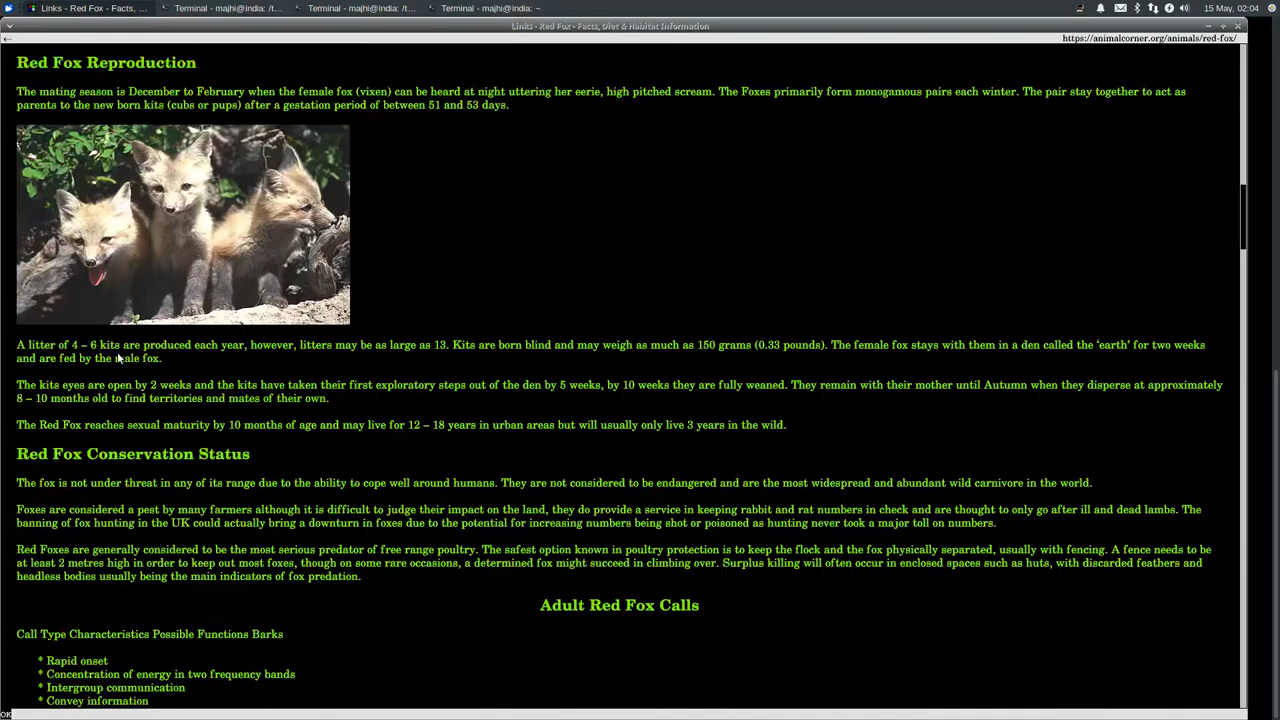 Links - Red Fox - Facts, ...
Terminal - majhi@india: /t...
Terminal - majhi@india: /t...
Terminal - majhi@india: ~
15 May, 02:04
Links - Red Fox - Facts, Diet & Habitat Information
https://animalcorner.org/animals/red-fox/
Red Fox Reproduction
The mating season is December to February when the female fox (vixen) can be heard at night uttering her eerie, high pitched scream. The Foxes primarily form monogamous pairs each winter. The pair stay together to act as
parents to the new born kits (cubs or pups) after a gestation period of between 51 and 53 days.
A litter of 4 – 6 kits are produced each year, however, litters may be as large as 13. Kits are born blind and may weigh as much as 150 grams (0.33 pounds). The female fox stays with them in a den called the ‘earth’ for two weeks
and are fed by the male fox.
The kits eyes are open by 2 weeks and the kits have taken their first exploratory steps out of the den by 5 weeks, by 10 weeks they are fully weaned. They remain with their mother until Autumn when they disperse at approximately
8 – 10 months old to find territories and mates of their own.
The Red Fox reaches sexual maturity by 10 months of age and may live for 12 – 18 years in urban areas but will usually only live 3 years in the wild.
Red Fox Conservation Status
The fox is not under threat in any of its range due to the ability to cope well around humans. They are not considered to be endangered and are the most widespread and abundant wild carnivore in the world.
Foxes are considered a pest by many farmers although it is difficult to judge their impact on the land, they do provide a service in keeping rabbit and rat numbers in check and are thought to only go after ill and dead lambs. The
banning of fox hunting in the UK could actually bring a downturn in foxes due to the potential for increasing numbers being shot or poisoned as hunting never took a major toll on numbers.
Red Foxes are generally considered to be the most serious predator of free range poultry. The safest option known in poultry protection is to keep the flock and the fox physically separated, usually with fencing. A fence needs to be
at least 2 metres high in order to keep out most foxes, though on some rare occasions, a determined fox might succeed in climbing over. Surplus killing will often occur in enclosed spaces such as huts, with discarded feathers and
headless bodies usually being the main indicators of fox predation.
Adult Red Fox Calls
Call Type Characteristics Possible Functions Barks
* Rapid onset
* Concentration of energy in two frequency bands
* Intergroup communication
* Convey information
OK